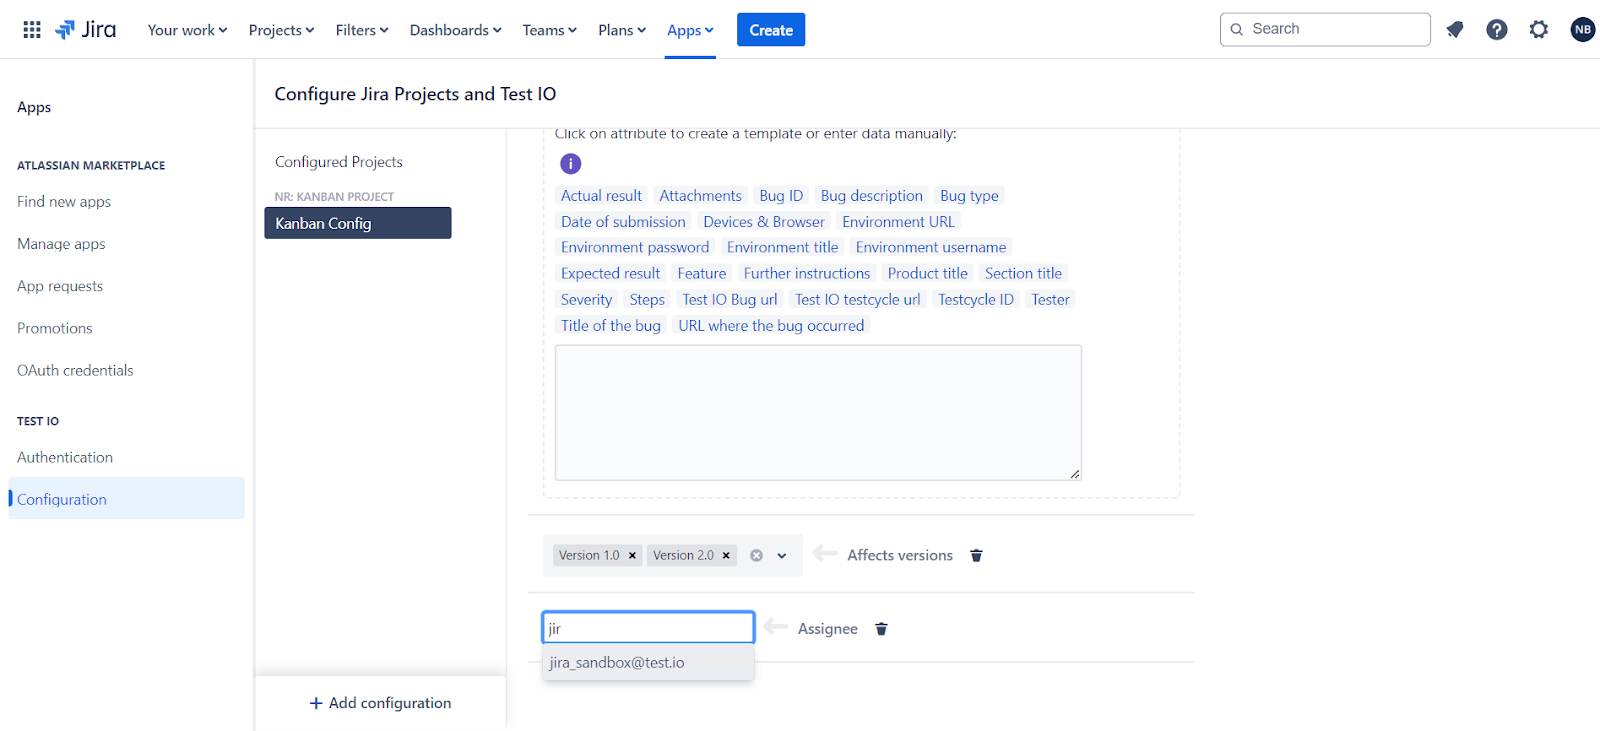 Jira Your work Projects Filters Dashboards Teams Plans Apps Create Search NB
Apps
ATLASSIAN MARKETPLACE
Find new apps
Manage apps
App requests
Promotions
OAuth credentials
TEST IO
Authentication
Configuration
Configure Jira Projects and Test IO
Configured Projects
NR: KANBAN PROJECT
Kanban Config
+ Add configuration
Click on attribute to create a template or enter data manually:
i
Actual result Attachments Bug ID Bug description Bug type
Date of submission Devices & Browser Environment URL
Environment password Environment title Environment username
Expected result Feature Further instructions Product title Section title
Severity Steps Test IO Bug url Test IO testcycle url Testcycle ID Tester
Title of the bug URL where the bug occurred
Version 1.0 Version 2.0 Affects versions
jir Assignee
jira_sandbox@test.io